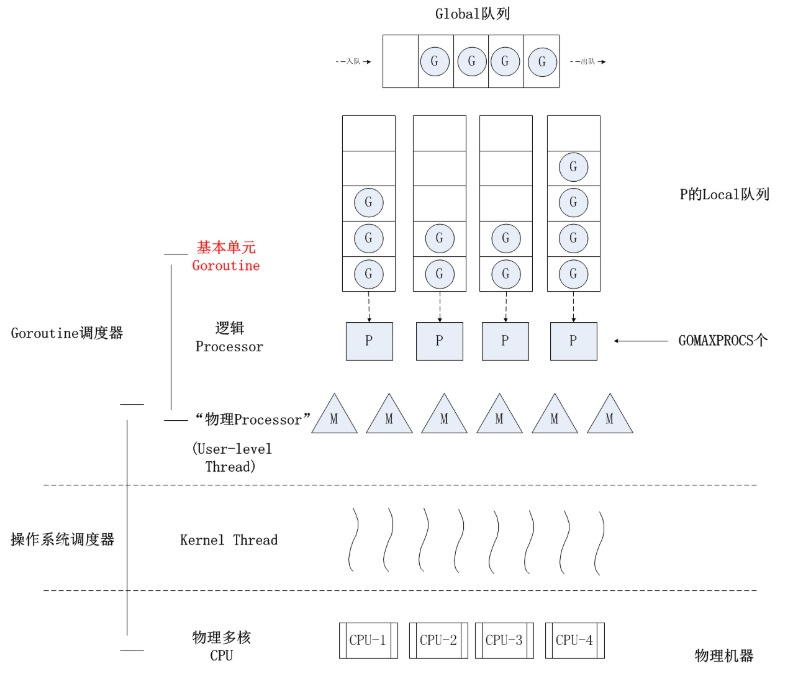 Global队列
入队
G G G G
出队
G
G G
P的Local队列
G G G G
基本单元
Goroutine
G G G G
Goroutine调度器
逻辑
Processor
P P P P
GOMAXPROCS个
“物理Processor”
M M M M M M
(User-level
Thread)
操作系统调度器
Kernel Thread
物理多核
CPU
CPU-1 CPU-2 CPU-3 CPU-4
物理机器